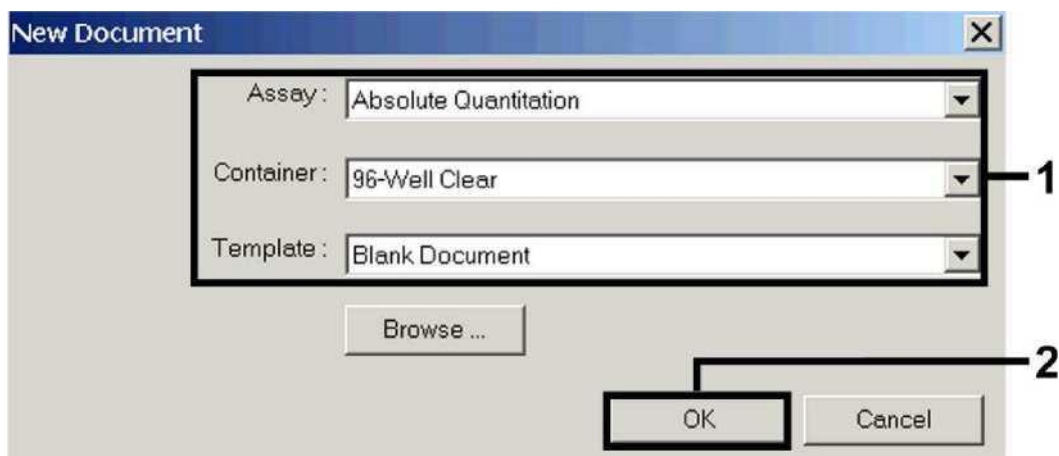 New Document
Assay: Absolute Quantitation
Container: 96-Well Clear
1
Template: Blank Document
Browse ...
2
OK Cancel